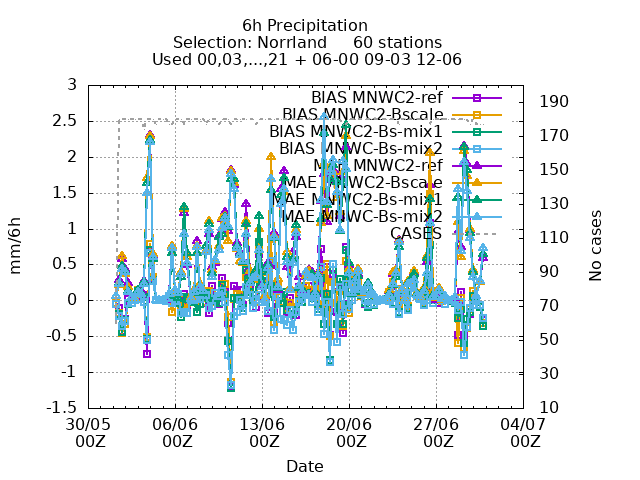 6h Precipitation
Selection: Norrland 60 stations
Used 00,03,...,21 + 06-00 09-03 12-06
3
2.5
2
1.5
1
0.5
0
-0.5
-1
-1.5
mm/6h
BIAS MNWC2-ref
BIAS MNWC2-Bscale
BIAS MNWC2-Bs-mix1
BIAS MNWC-Bs-mix2
MAE MNWC2-ref
MAE MNWC2-Bscale
MAE MNWC2-Bs-mix1
MAE MNWC-Bs-mix2
CASES
190
170
150
130
110
90
70
50
30
10
No cases
30/05 06/06 13/06 20/06 27/06 04/07
00Z 00Z 00Z 00Z 00Z 00Z
Date